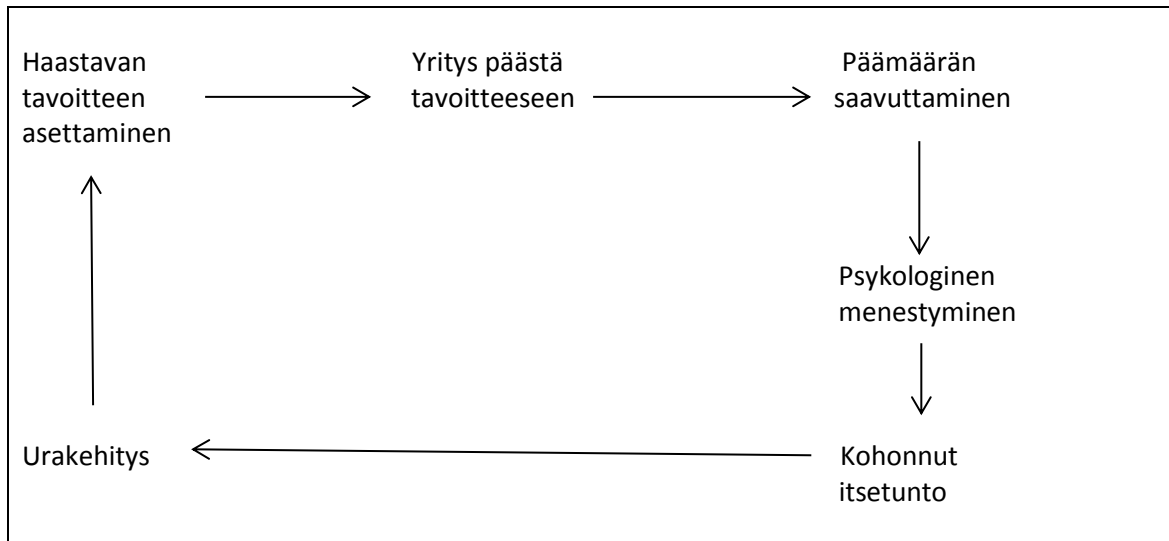 Haastavan
tavoitteen
asettaminen
Yritys päästä
tavoitteeseen
Päämäärän
saavuttaminen
Psykologinen
menestyminen
Kohonnut
itsetunto
Urakehitys